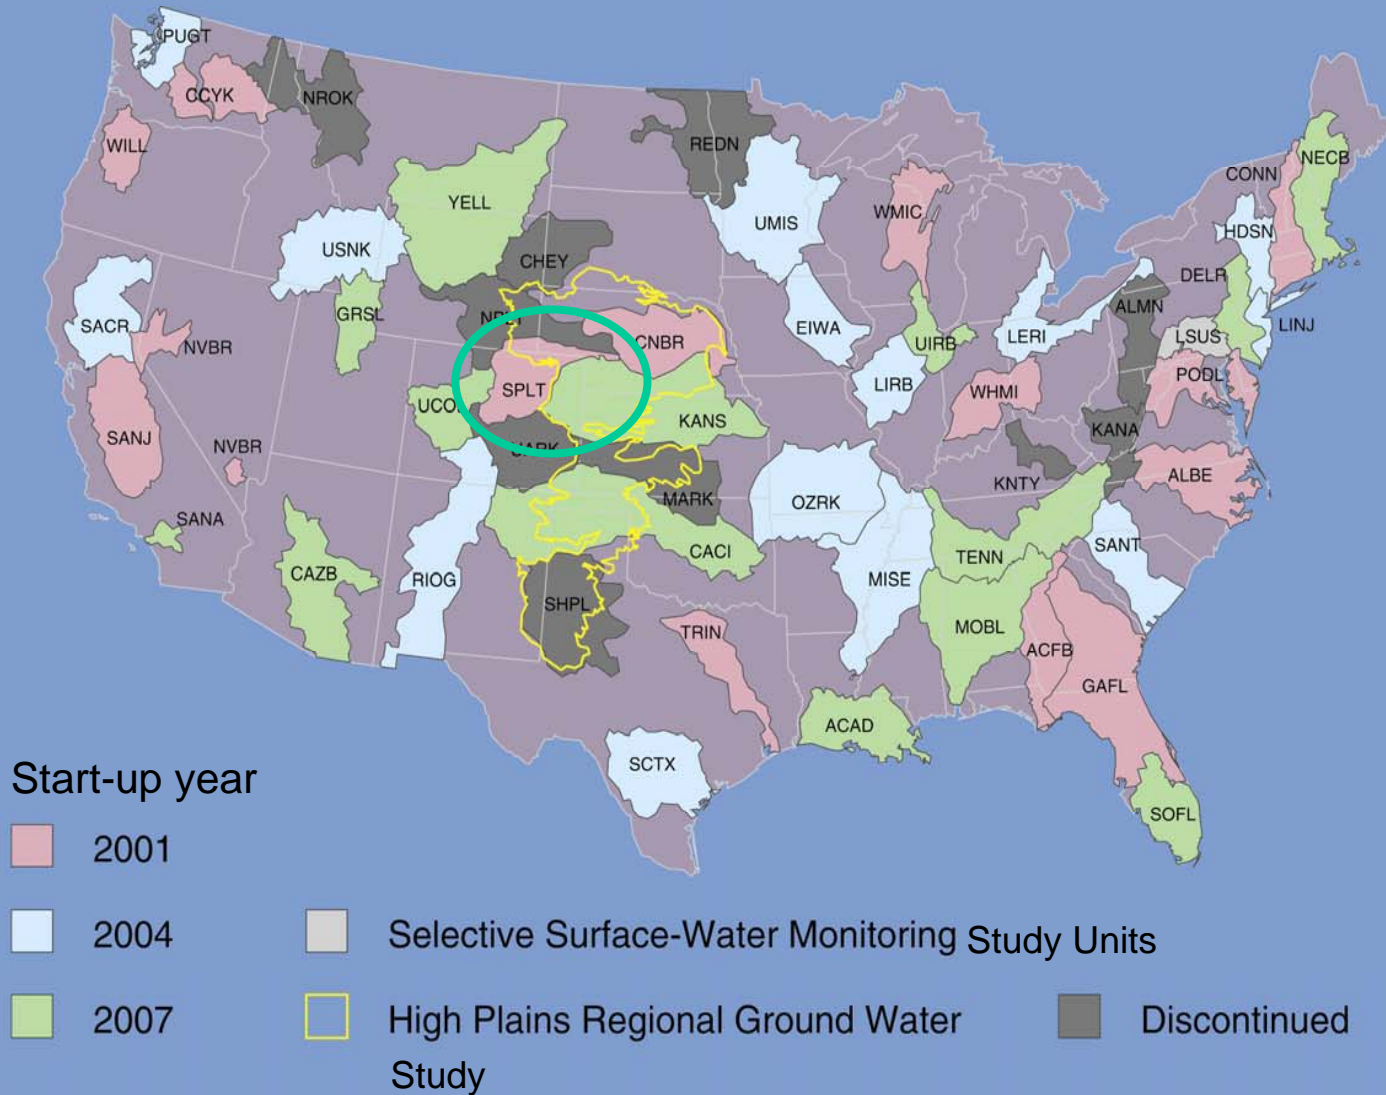 PUGT
CCYK
NROK
WILL
REDN
NECB
CONN
YELL
WMIC
UMIS
HDSN
USNK
CHEY
DELR
ALMN
GRSL
SACR
EIWA
LERI
LINJ
NVBR
CNBR
UIRB
LSUS
SPLT
LIRB
WHMI
PODL
KANS
SANJ
NVBR
KANA
KNTY
ALBE
MARK
OZRK
SANA
CACI
TENN
SANT
CAZB
RIOG
MISE
SHPL
TRIN
MOBL
ACFB
GAFL
ACAD
SCTX
SOFL
Start-up year
2001
2004
Selective Surface-Water Monitoring Study Units
2007
High Plains Regional Ground Water
Discontinued
Study